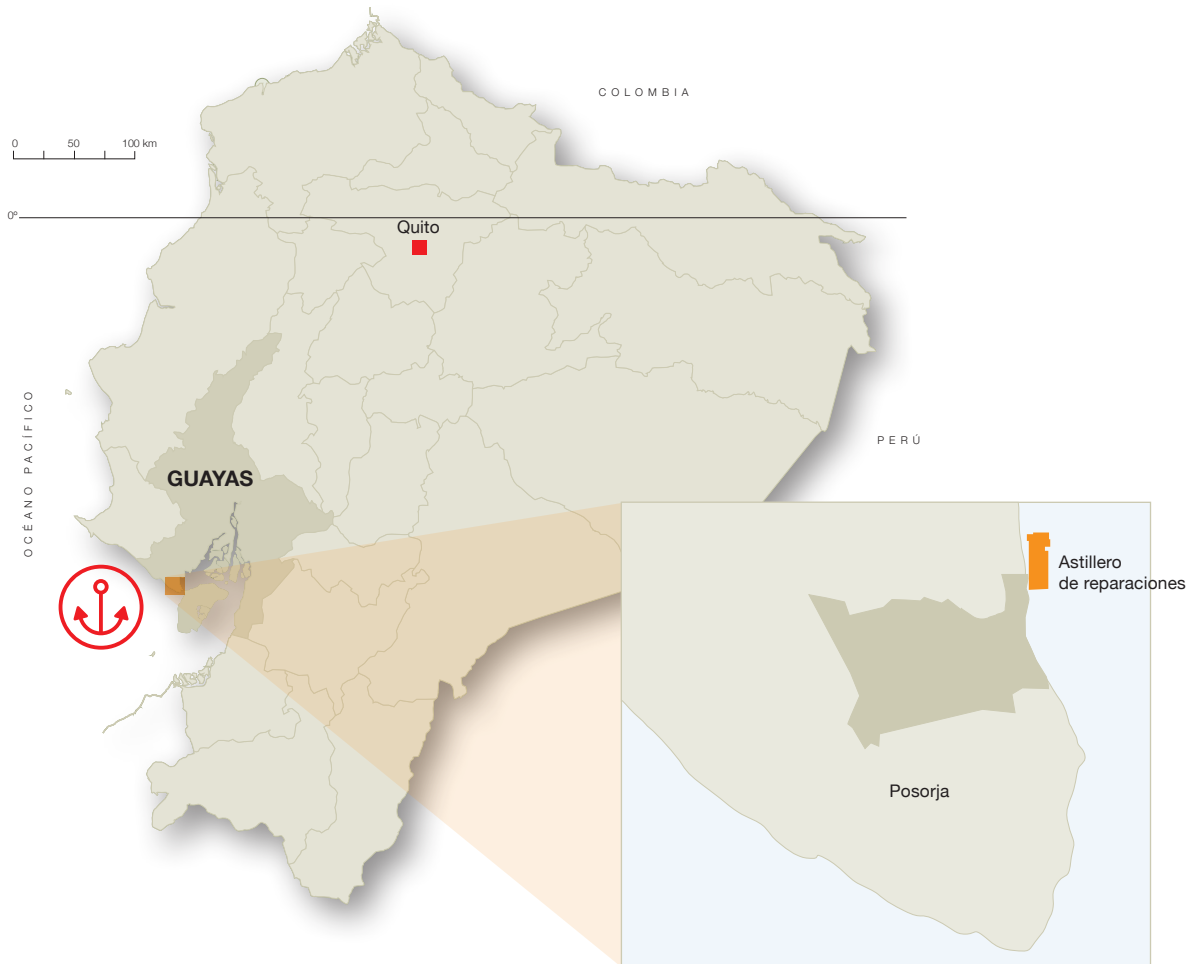 COLOMBIA
0 50 100 km
0º
Quito
OCÉANO PACÍFICO
PERÚ
GUAYAS
Astillero
de reparaciones
Posorja